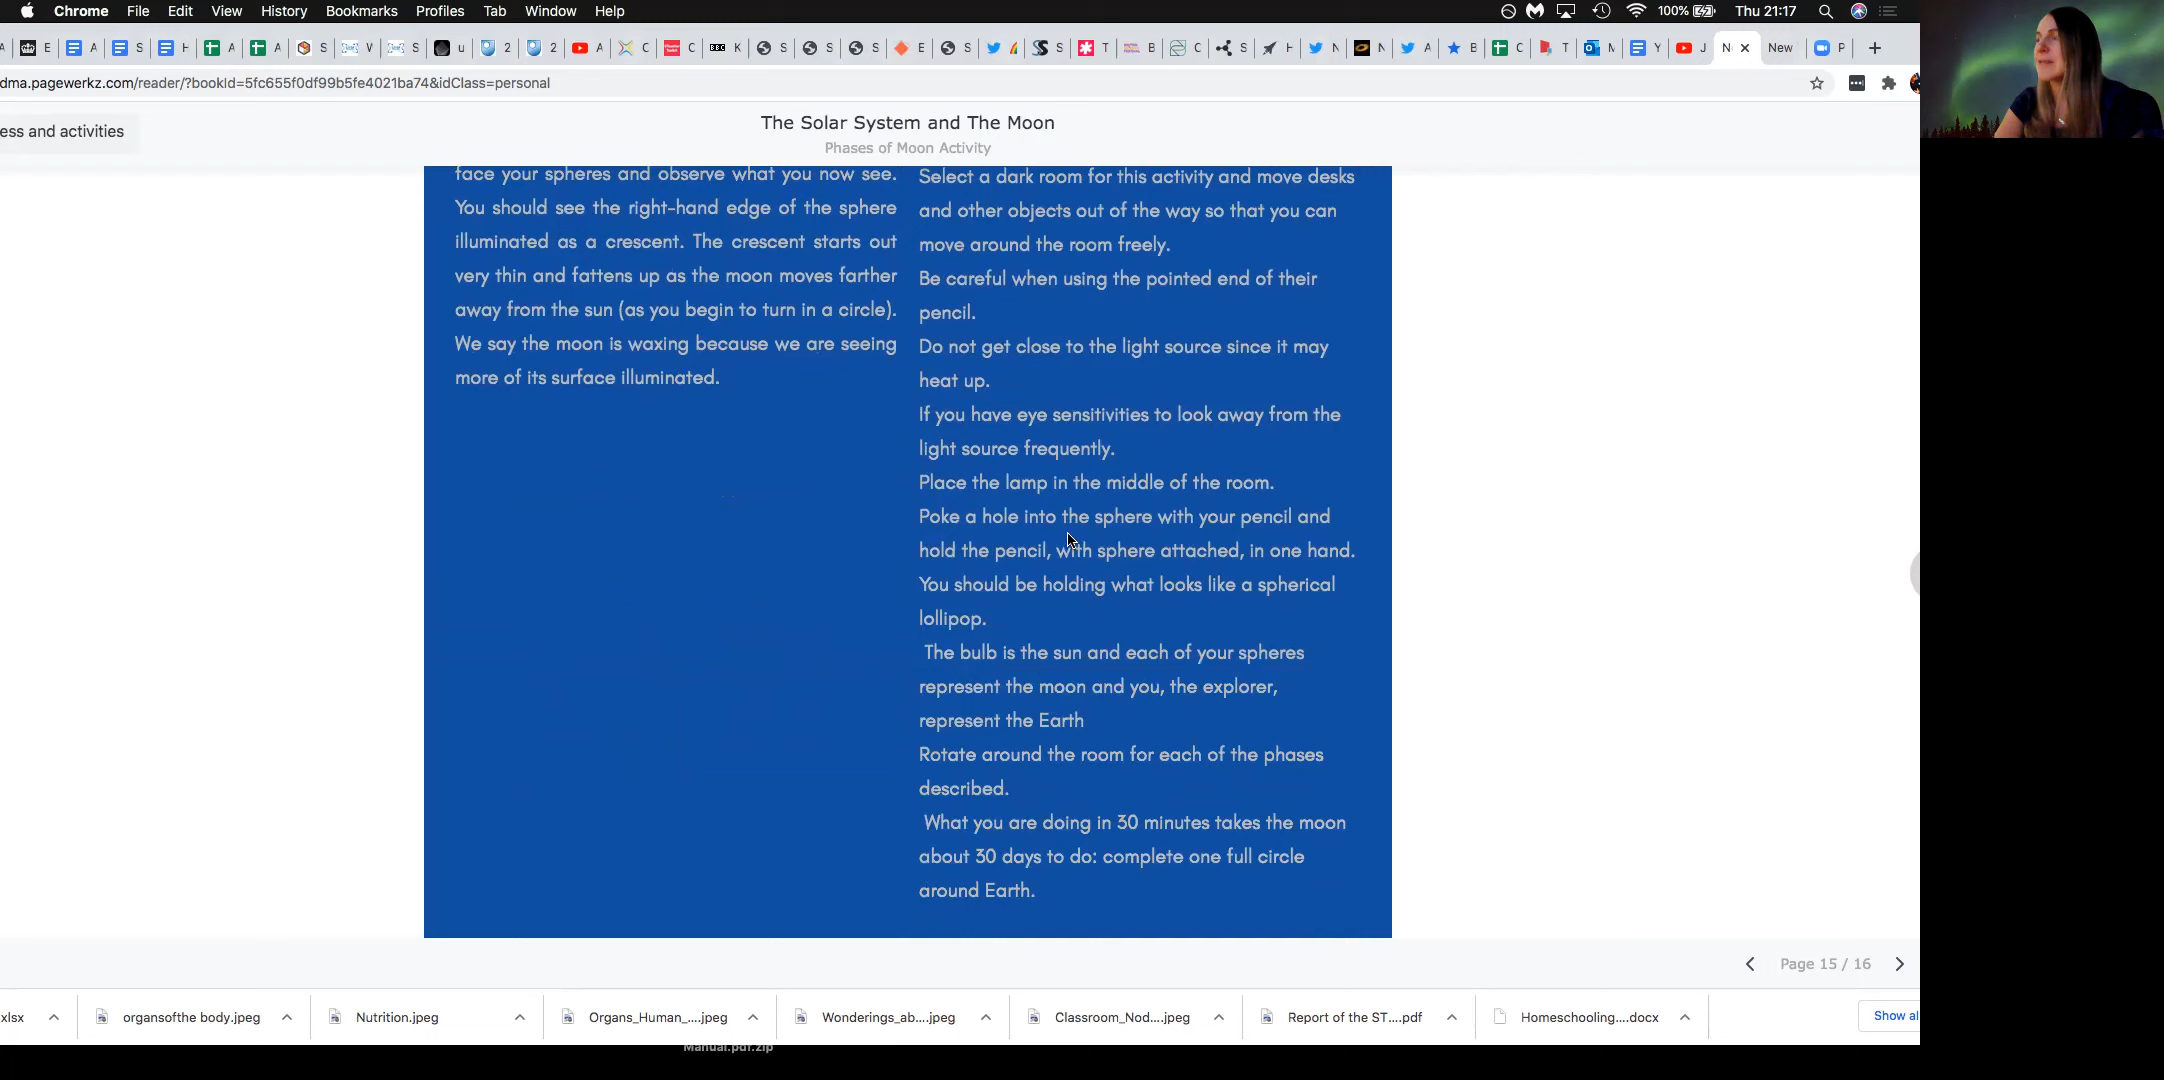 Chrome File Edit View History Bookmarks Profiles Tab Window Help 100% Thu 21:17
A E A S H A A S V S u 2 2 A C C BBC K S S S E S N S T B C S H N N A B C T M Y J N New P
dma.pagewerkz.com/reader/?bookId=5fc655f0df99b5fe4021ba74&idClass=personal
ess and activities
The Solar System and The Moon
Phases of Moon Activity
face your spheres and observe what you now see.
You should see the right-hand edge of the sphere
illuminated as a crescent. The crescent starts out
very thin and fattens up as the moon moves farther
away from the sun (as you begin to turn in a circle).
We say the moon is waxing because we are seeing
more of its surface illuminated.
Select a dark room for this activity and move desks
and other objects out of the way so that you can
move around the room freely.
Be careful when using the pointed end of their
pencil.
Do not get close to the light source since it may
heat up.
If you have eye sensitivities to look away from the
light source frequently.
Place the lamp in the middle of the room.
Poke a hole into the sphere with your pencil and
hold the pencil, with sphere attached, in one hand.
You should be holding what looks like a spherical
lollipop.
The bulb is the sun and each of your spheres
represent the moon and you, the explorer,
represent the Earth
Rotate around the room for each of the phases
described.
What you are doing in 30 minutes takes the moon
about 30 days to do: complete one full circle
around Earth.
Page 15 / 16
xlsx organsofthe body.jpeg Nutrition.jpeg Organs_Human_....jpeg Wonderings_ab....jpeg Classroom_Nod....jpeg Report of the ST....pdf Homeschooling....docx Show al
Manual.pdf.zip